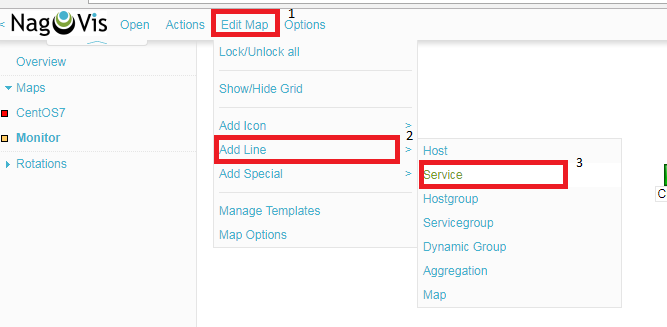 <
NagVis
Open
Actions
Edit Map
1
Options
Lock/Unlock all
Overview
Show/Hide Grid
Maps
CentOS7
Add Icon >
2
Monitor
Add Line >
Host
3
Rotations
Add Special >
Service
Hostgroup
Manage Templates
Servicegroup
Map Options
Dynamic Group
Aggregation
Map
C